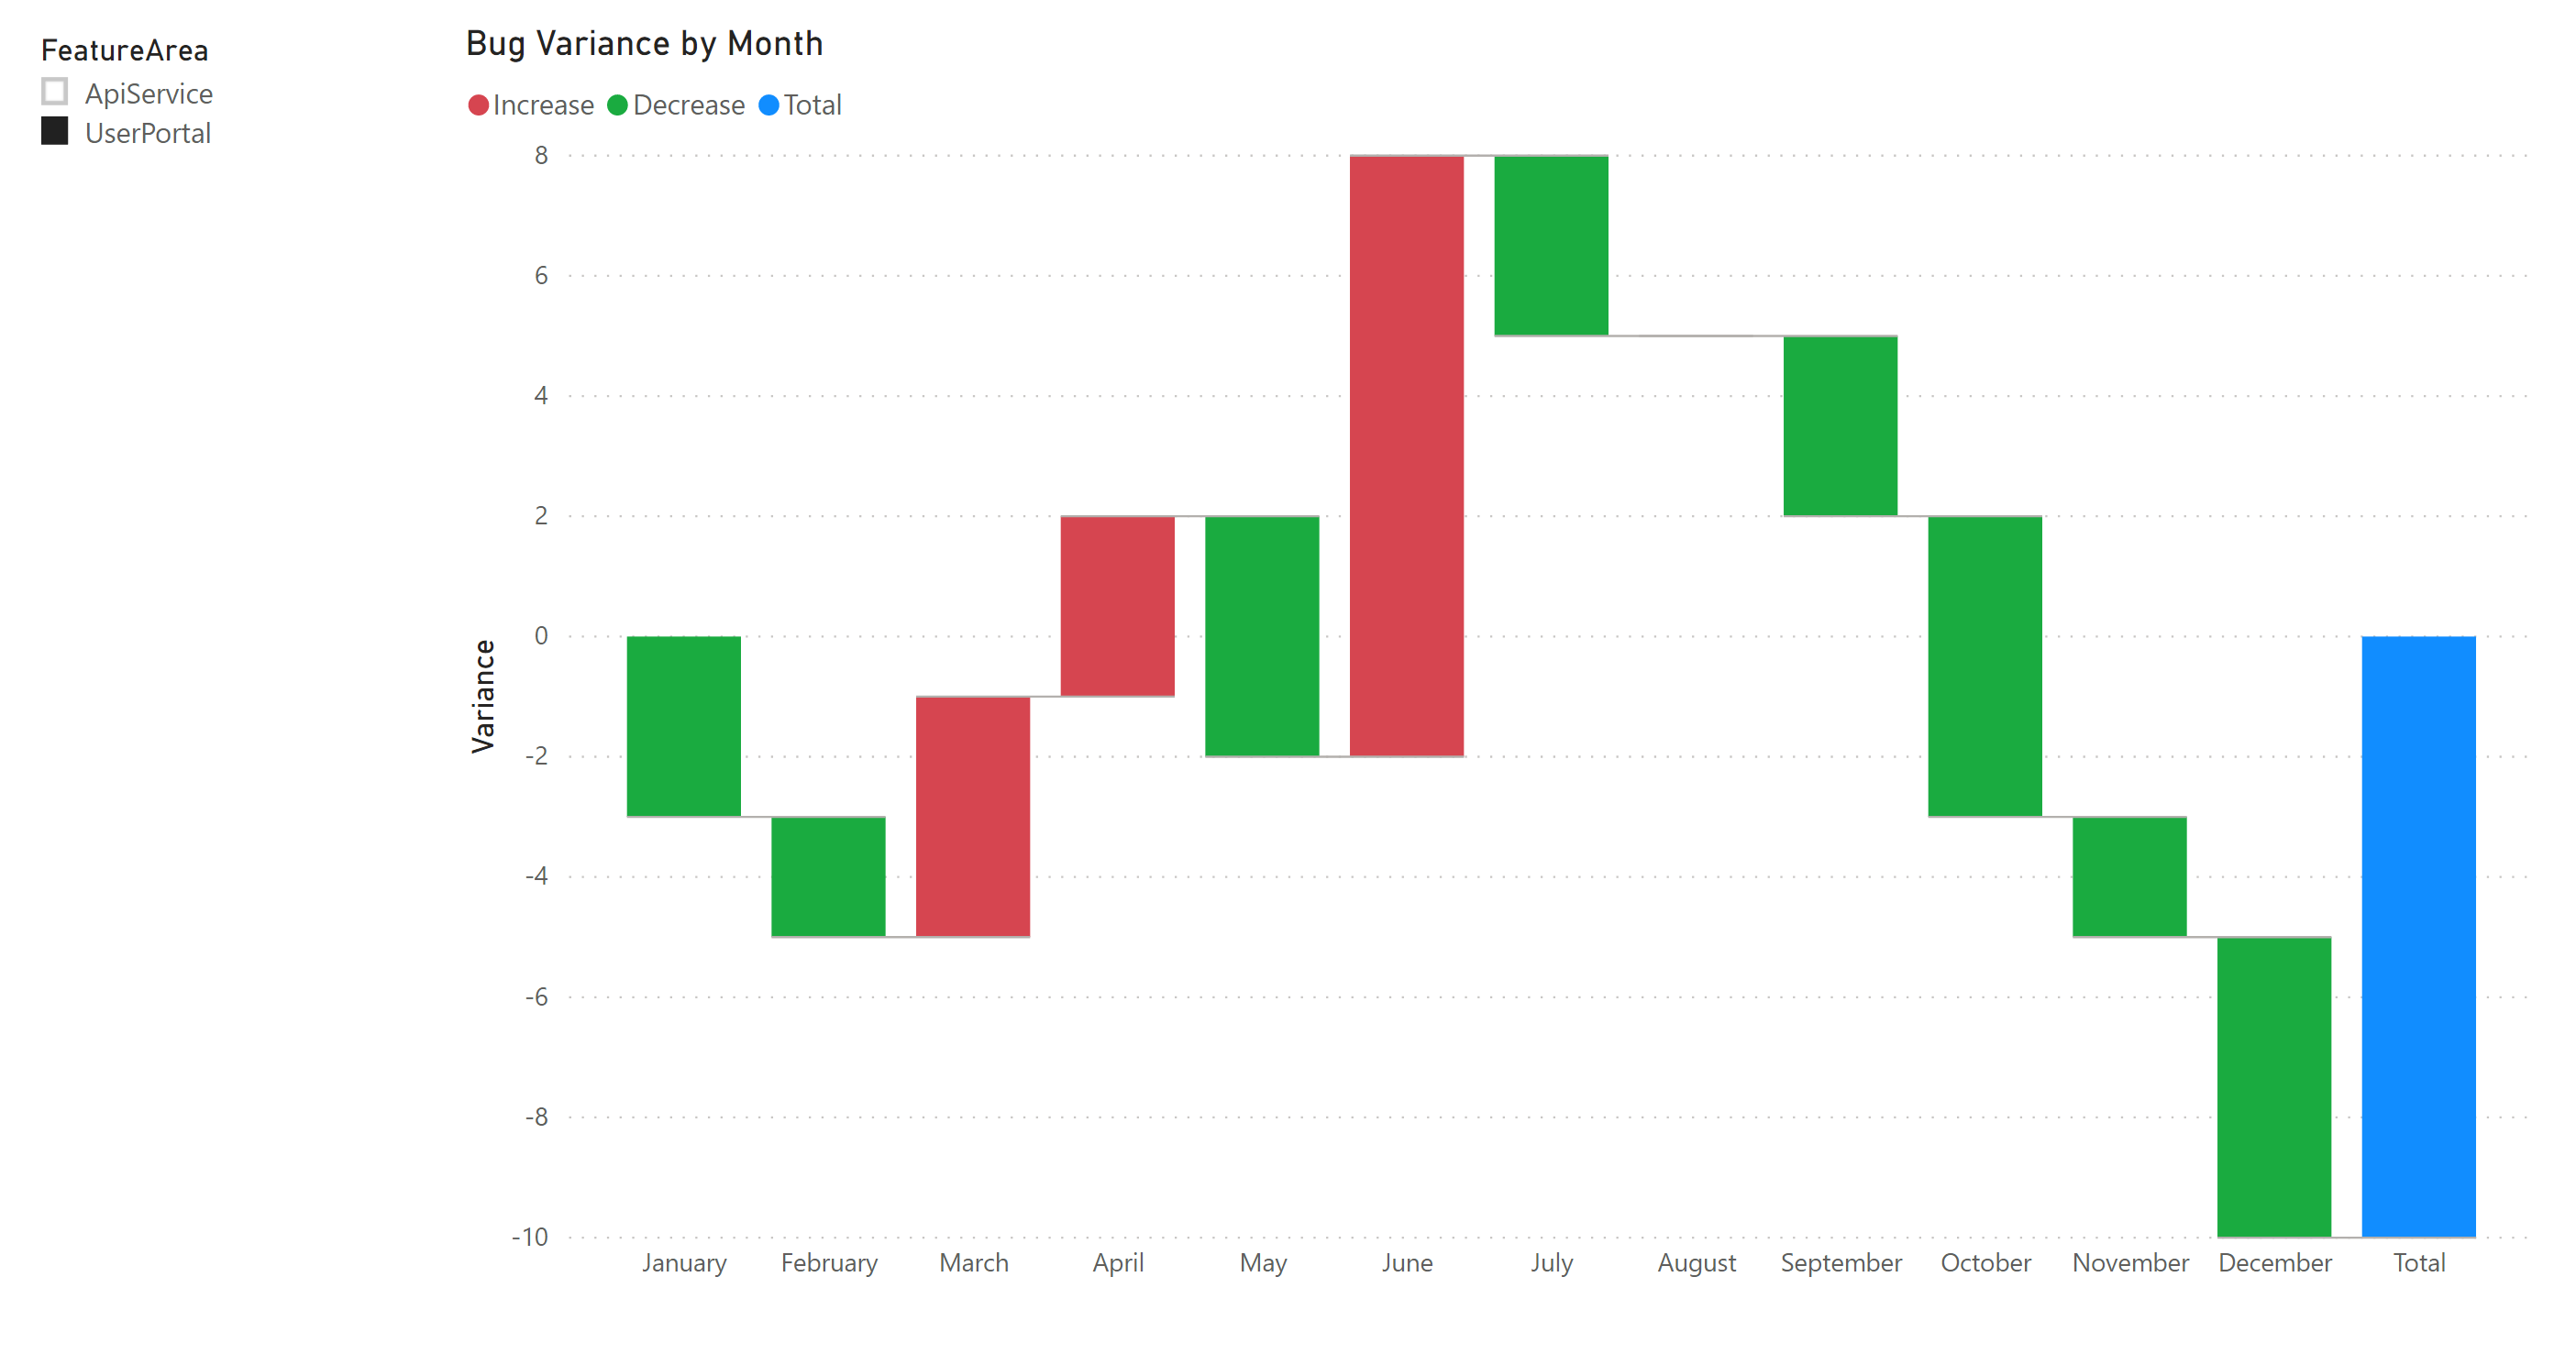 FeatureArea
ApiService
UserPortal
Bug Variance by Month
Increase Decrease Total
8
6
4
2
0
-2
-4
-6
-8
-10
Variance
January February March April May June July August September October November December Total